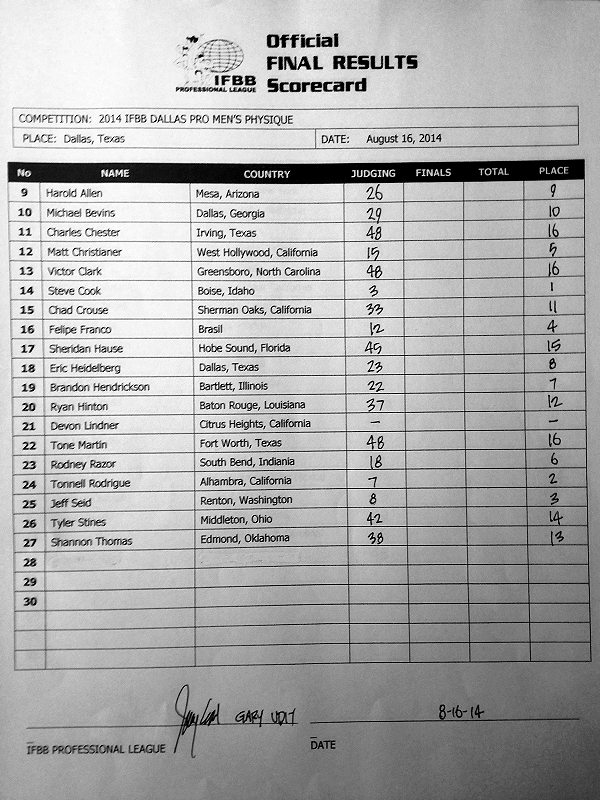 Official
FINAL RESULTS
Scorecard
IFBB
PROFESSIONAL LEAGUE
COMPETITION: 2014 IFBB DALLAS PRO MEN'S PHYSIQUE
PLACE: Dallas, Texas DATE: August 16, 2014
No NAME COUNTRY JUDGING FINALS TOTAL PLACE
9 Harold Allen Mesa, Arizona 26 9
10 Michael Bevins Dallas, Georgia 29 10
11 Charles Chester Irving, Texas 48 16
12 Matt Christianer West Hollywood, California 15 5
13 Victor Clark Greensboro, North Carolina 48 16
14 Steve Cook Boise, Idaho 3 1
15 Chad Crouse Sherman Oaks, California 33 11
16 Felipe Franco Brasil 12 4
17 Sheridan Hause Hobe Sound, Florida 45 15
18 Eric Heidelberg Dallas, Texas 23 8
19 Brandon Hendrickson Bartlett, Illinois 22 7
20 Ryan Hinton Baton Rouge, Louisiana 37 12
21 Devon Lindner Citrus Heights, California – –
22 Tone Martin Fort Worth, Texas 48 16
23 Rodney Razor South Bend, Indiania 18 6
24 Tonnell Rodrigue Alhambra, California 7 2
25 Jeff Seid Renton, Washington 8 3
26 Tyler Stines Middleton, Ohio 42 14
27 Shannon Thomas Edmond, Oklahoma 38 13
28
29
30
GARY UDIT 8-16-14
IFBB PROFESSIONAL LEAGUE DATE